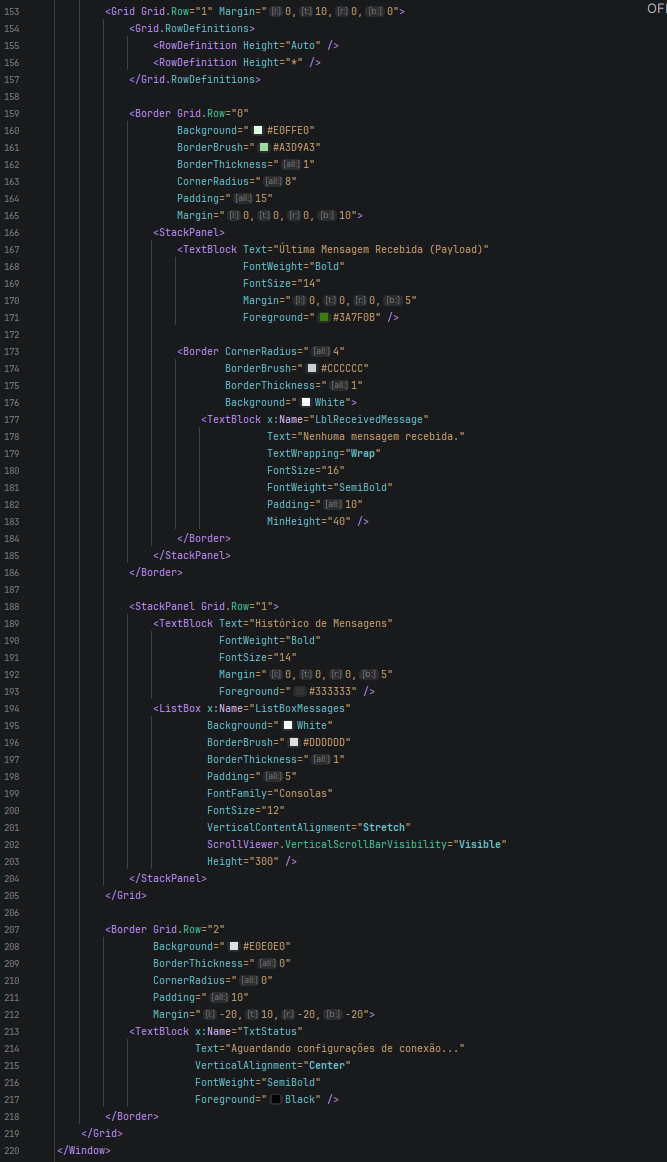 OFF
153 <Grid Grid.Row="1" Margin="[l:]0,[t:]10,[r:]0,[b:]0">
154 <Grid.RowDefinitions>
155 <RowDefinition Height="Auto" />
156 <RowDefinition Height="*" />
157 </Grid.RowDefinitions>
158
159 <Border Grid.Row="0"
160 Background="#E0FFE0"
161 BorderBrush="#A3D9A3"
162 BorderThickness="[all:]1"
163 CornerRadius="[all:]8"
164 Padding="[all:]15"
165 Margin="[l:]0,[t:]0,[r:]0,[b:]10">
166 <StackPanel>
167 <TextBlock Text="Última Mensagem Recebida (Payload)"
168 FontWeight="Bold"
169 FontSize="14"
170 Margin="[l:]0,[t:]0,[r:]0,[b:]5"
171 Foreground="#3A7F0B" />
172
173 <Border CornerRadius="[all:]4"
174 BorderBrush="#CCCCCC"
175 BorderThickness="[all:]1"
176 Background="White">
177 <TextBlock x:Name="LblReceivedMessage"
178 Text="Nenhuma mensagem recebida."
179 TextWrapping="Wrap"
180 FontSize="16"
181 FontWeight="SemiBold"
182 Padding="[all:]10"
183 MinHeight="40" />
184 </Border>
185 </StackPanel>
186 </Border>
187
188 <StackPanel Grid.Row="1">
189 <TextBlock Text="Histórico de Mensagens"
190 FontWeight="Bold"
191 FontSize="14"
192 Margin="[l:]0,[t:]0,[r:]0,[b:]5"
193 Foreground="#333333" />
194 <ListBox x:Name="ListBoxMessages"
195 Background="White"
196 BorderBrush="#DDDDDD"
197 BorderThickness="[all:]1"
198 Padding="[all:]5"
199 FontFamily="Consolas"
200 FontSize="12"
201 VerticalContentAlignment="Stretch"
202 ScrollViewer.VerticalScrollBarVisibility="Visible"
203 Height="300" />
204 </StackPanel>
205 </Grid>
206
207 <Border Grid.Row="2"
208 Background="#E0E0E0"
209 BorderThickness="[all:]0"
210 CornerRadius="[all:]0"
211 Padding="[all:]10"
212 Margin="[l:]-20,[t:]10,[r:]-20,[b:]-20">
213 <TextBlock x:Name="TxtStatus"
214 Text="Aguardando configurações de conexão..."
215 VerticalAlignment="Center"
216 FontWeight="SemiBold"
217 Foreground="Black" />
218 </Border>
219 </Grid>
220 </Window>